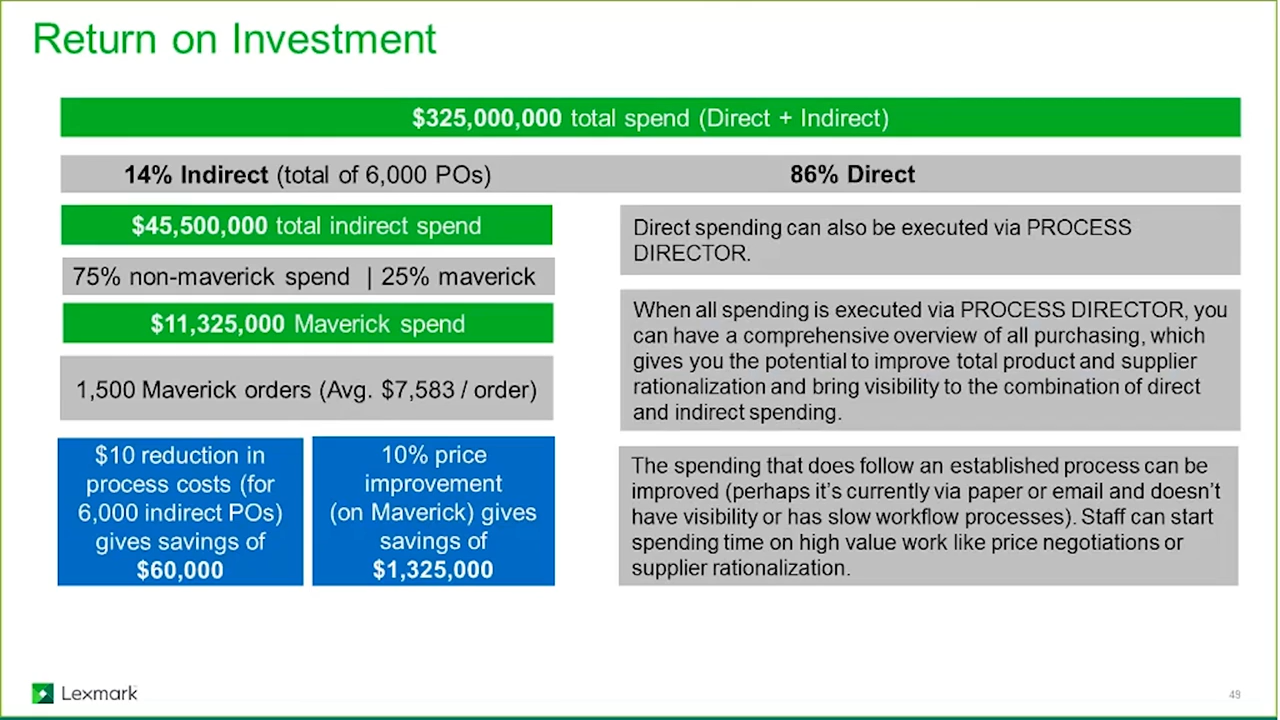 Return on Investment
$325,000,000 total spend (Direct + Indirect)
14% Indirect (total of 6,000 POs)
86% Direct
$45,500,000 total indirect spend
75% non-maverick spend | 25% maverick
$11,325,000 Maverick spend
1,500 Maverick orders (Avg. $7,583 / order)
$10 reduction in
process costs (for
6,000 indirect POs)
gives savings of
$60,000
10% price
improvement
(on Maverick) gives
savings of
$1,325,000
Direct spending can also be executed via PROCESS
DIRECTOR.
When all spending is executed via PROCESS DIRECTOR, you
can have a comprehensive overview of all purchasing, which
gives you the potential to improve total product and supplier
rationalization and bring visibility to the combination of direct
and indirect spending.
The spending that does follow an established process can be
improved (perhaps it’s currently via paper or email and doesn’t
have visibility or has slow workflow processes). Staff can start
spending time on high value work like price negotiations or
supplier rationalization.
Lexmark
49